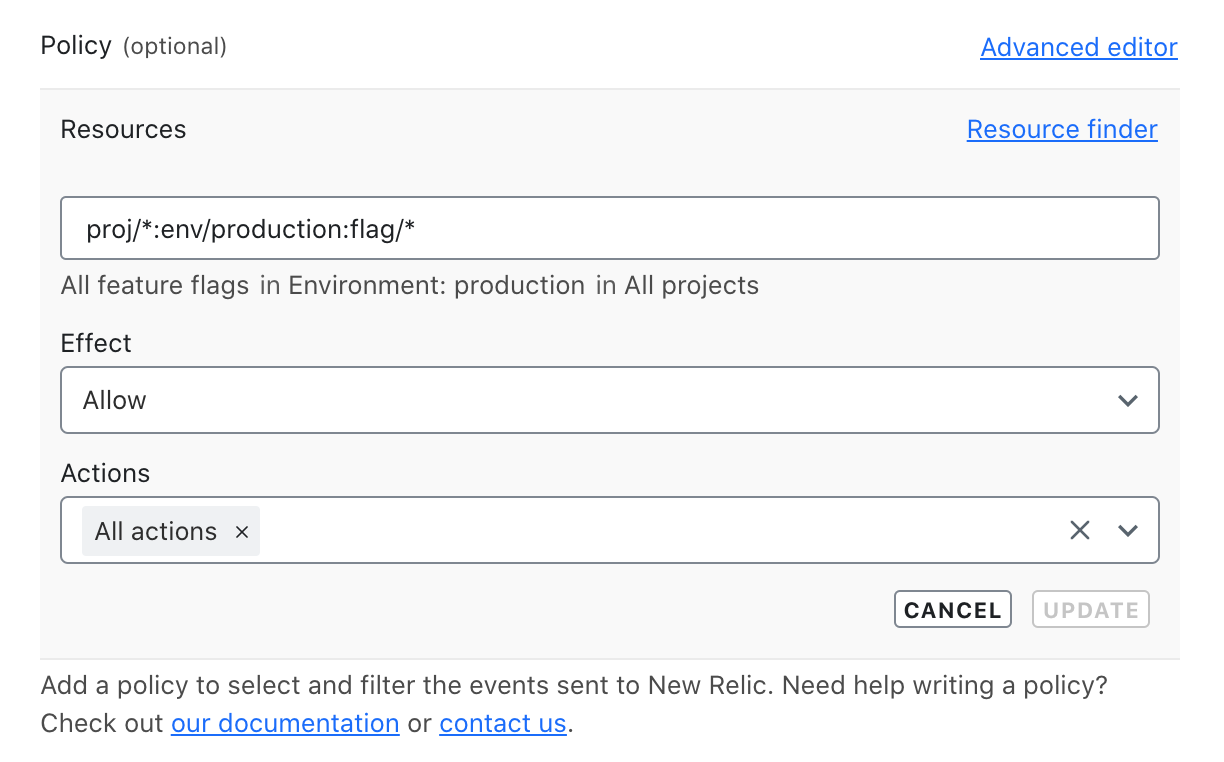 Policy (optional) Advanced editor
Resources Resource finder
proj/*:env/production:flag/*
All feature flags in Environment: production in All projects
Effect
Allow
Actions
All actions ×
CANCEL UPDATE
Add a policy to select and filter the events sent to New Relic. Need help writing a policy?
Check out our documentation or contact us.